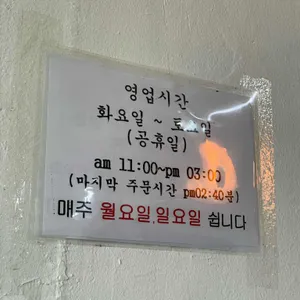 영업시간
화요일 ~ 토요일
(공휴일)
am 11:00~pm 03:00
(마지막 주문시간 pm02:40분)
매주 월요일,일요일 쉽니다